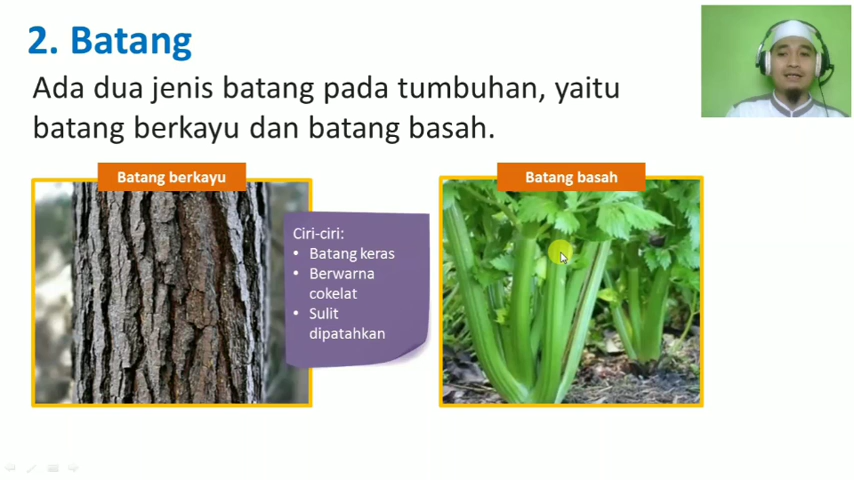 2. Batang
Ada dua jenis batang pada tumbuhan, yaitu
batang berkayu dan batang basah.
Batang berkayu
Batang basah
Ciri-ciri:
• Batang keras
• Berwarna
cokelat
• Sulit
dipatahkan